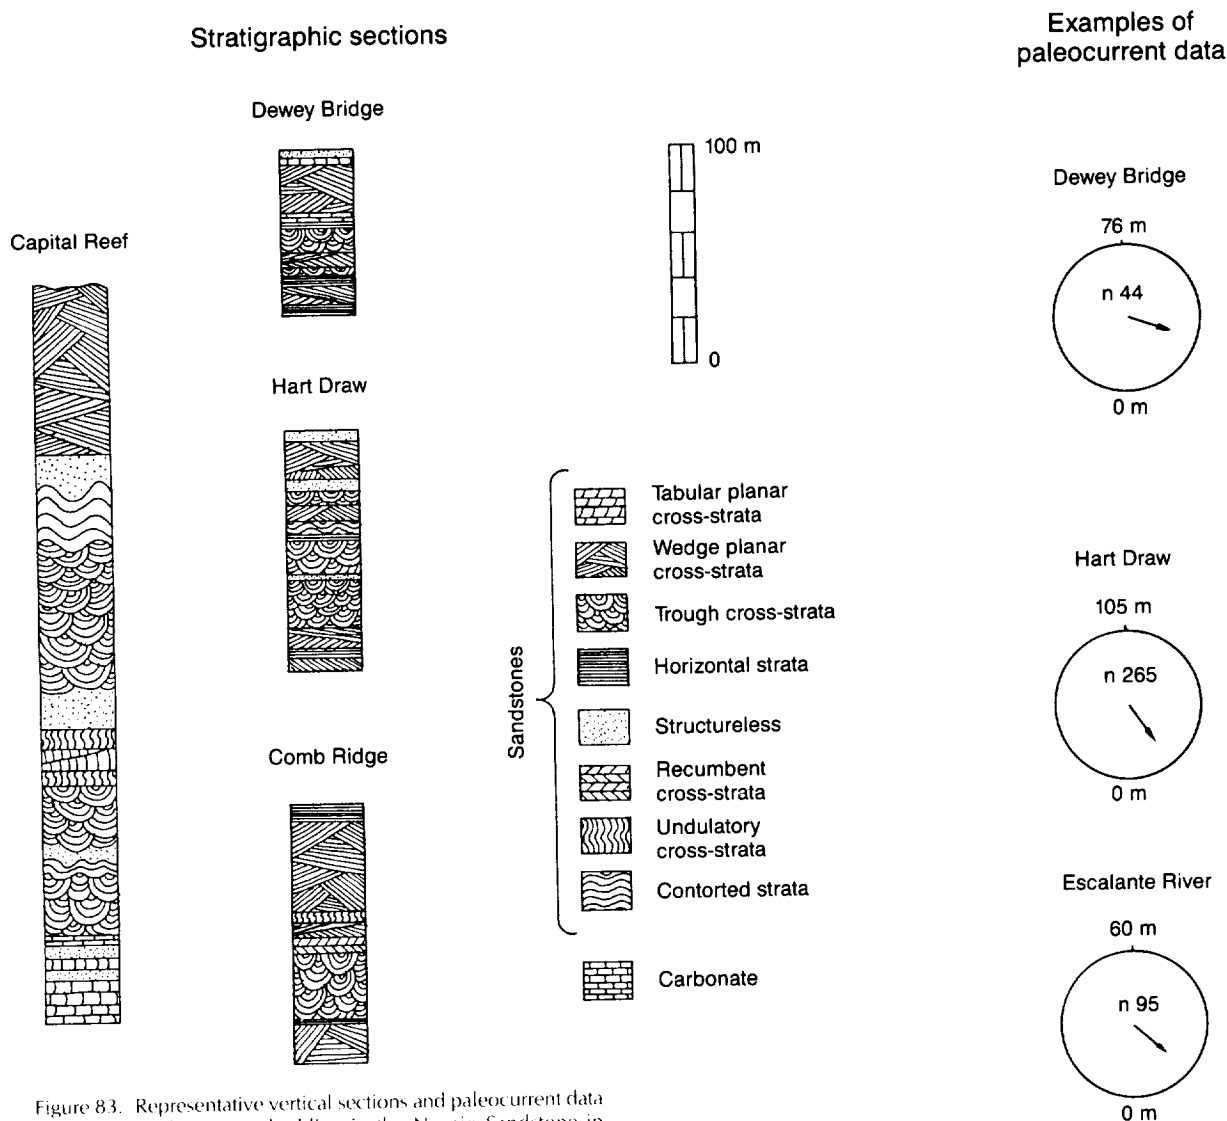 Stratigraphic sections
Examples of
paleocurrent data
Dewey Bridge
100 m
0
Capital Reef
Hart Draw
Comb Ridge
Sandstones
Tabular planar
cross-strata
Wedge planar
cross-strata
Trough cross-strata
Horizontal strata
Structureless
Recumbent
cross-strata
Undulatory
cross-strata
Contorted strata
Carbonate
Dewey Bridge
76 m
n 44
0 m
Hart Draw
105 m
n 265
0 m
Escalante River
60 m
n 95
0 m
Figure 83. Representative vertical sections and paleocurrent data